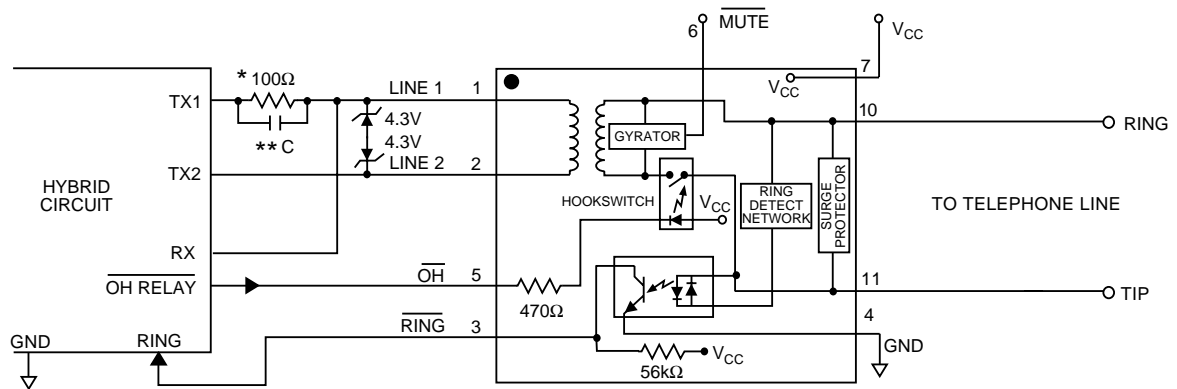 MUTE
6
VCC
7
VCC
* 100Ω
** C
TX1
LINE 1
1
4.3V
4.3V
TX2
LINE 2
2
HYBRID
CIRCUIT
RX
OH RELAY
OH
5
470Ω
RING
3
GND
RING
GYRATOR
HOOKSWITCH
VCC
RING
DETECT
NETWORK
SURGE
PROTECTOR
10
RING
TO TELEPHONE LINE
11
TIP
4
GND
56kΩ
VCC